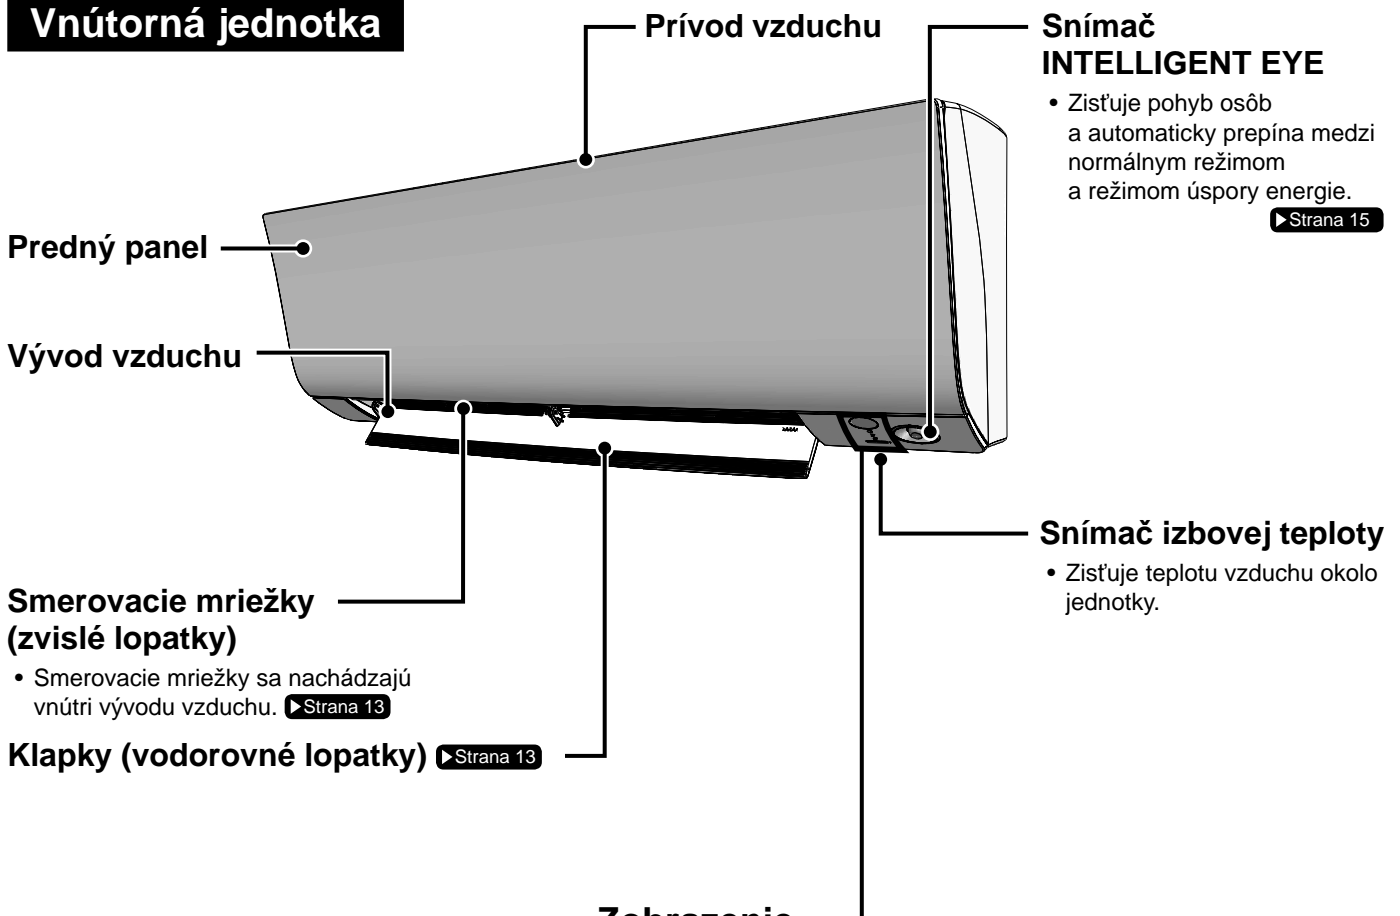 Vnútorná jednotka
Prívod vzduchu
Snímač
INTELLIGENT EYE
• Zisťuje pohyb osôb
a automaticky prepína medzi
normálnym režimom
a režimom úspory energie.
▶Strana 15
Predný panel
Vývod vzduchu
Snímač izbovej teploty
• Zisťuje teplotu vzduchu okolo
jednotky.
Smerovacie mriežky
(zvislé lopatky)
• Smerovacie mriežky sa nachádzajú
vnútri vývodu vzduchu. ▶Strana 13
Klapky (vodorovné lopatky) ▶Strana 13
Zobrazenie